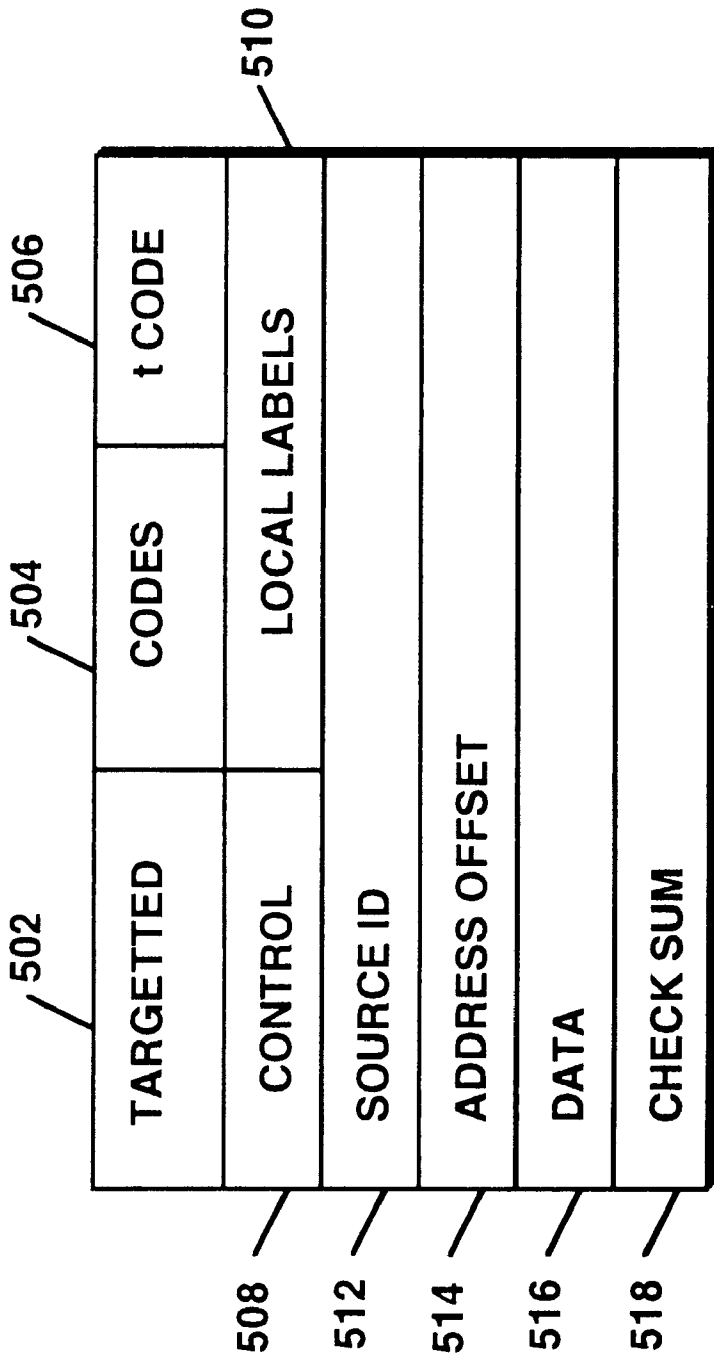 502
504
506
TARGETTED
CODES
t CODE
508
CONTROL
LOCAL LABELS
510
512
SOURCE ID
514
ADDRESS OFFSET
516
DATA
518
CHECK SUM